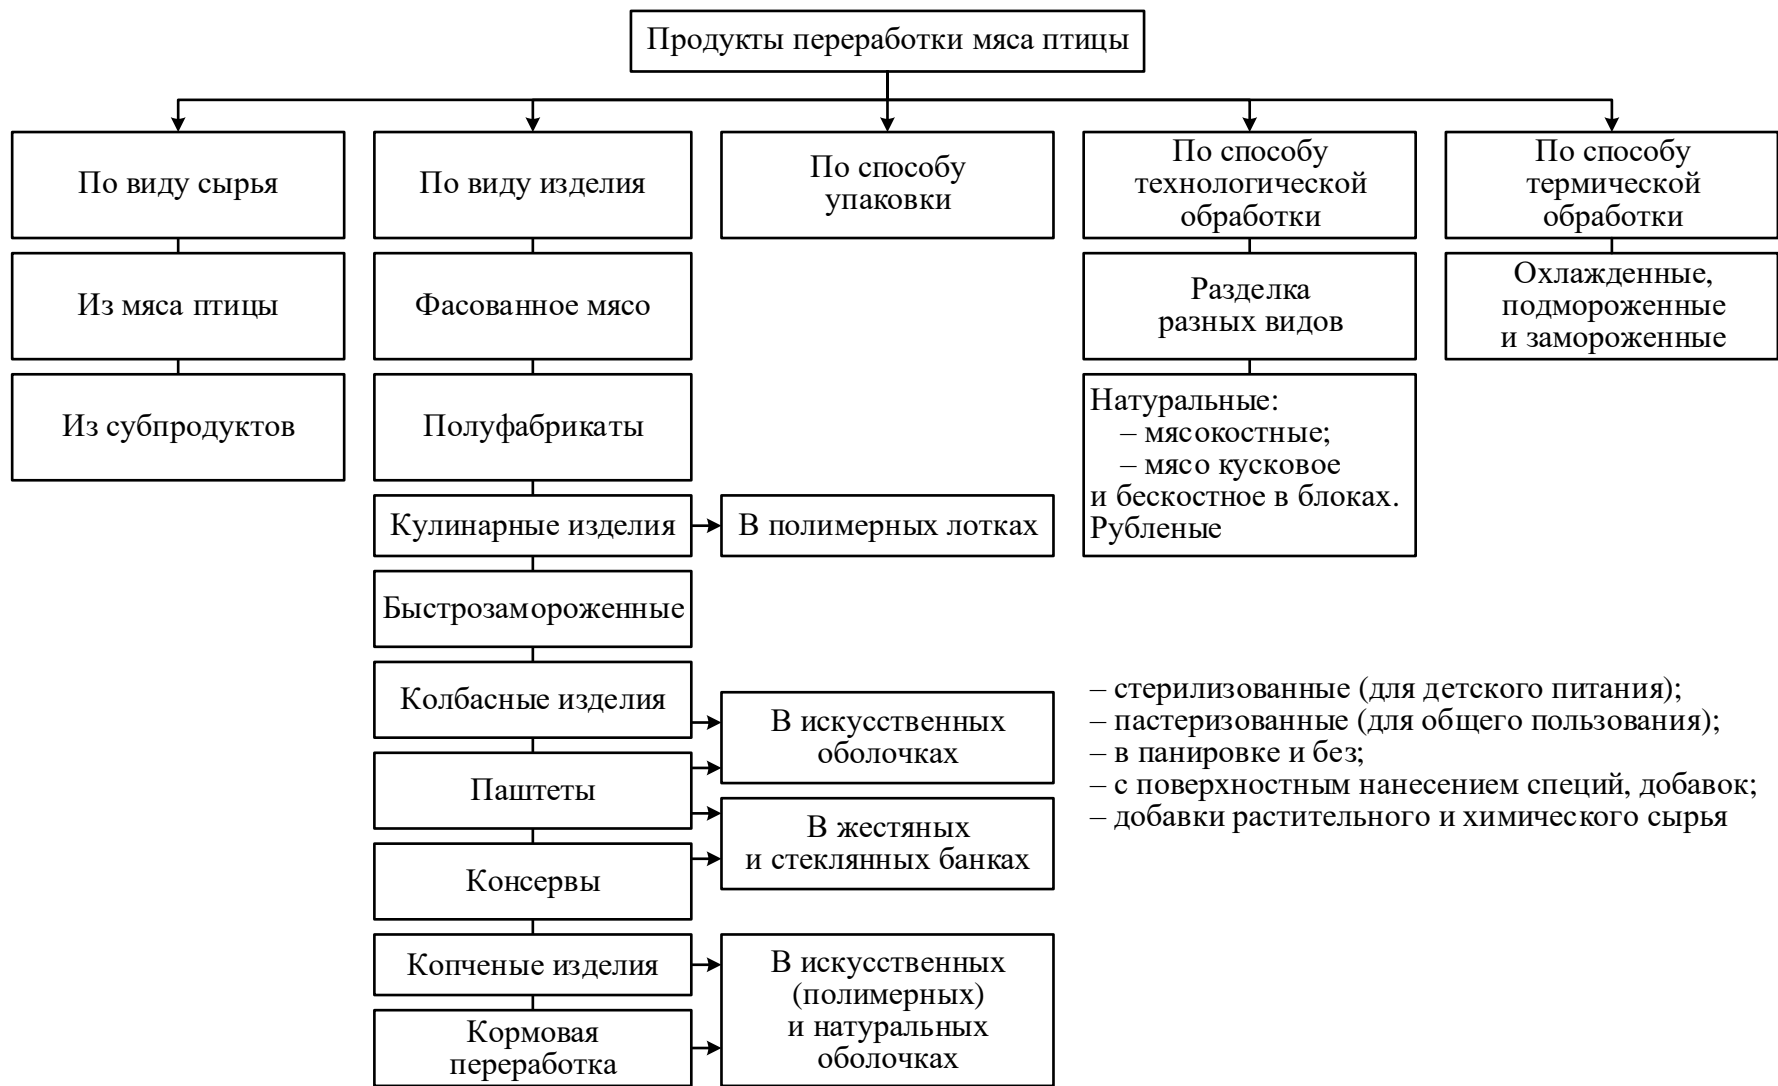 Продукты переработки мяса птицы
По виду сырья
Из мяса птицы
Из субпродуктов
По виду изделия
Фасованное мясо
Полуфабрикаты
Кулинарные изделия
Быстрозамороженные
Колбасные изделия
Паштеты
Консервы
Копченые изделия
Кормовая
переработка
По способу
упаковки
В полимерных лотках
В искусственных
оболочках
В жестяных
и стеклянных банках
В искусственных
(полимерных)
и натуральных
оболочках
По способу
технологической
обработки
Разделка
разных видов
Натуральные:
– мясокостные;
– мясо кусковое
и бескостное в блоках.
Рубленые
По способу
термической
обработки
Охлажденные,
подмороженные
и замороженные
– стерилизованные (для детского питания);
– пастеризованные (для общего пользования);
– в панировке и без;
– с поверхностным нанесением специй, добавок;
– добавки растительного и химического сырья